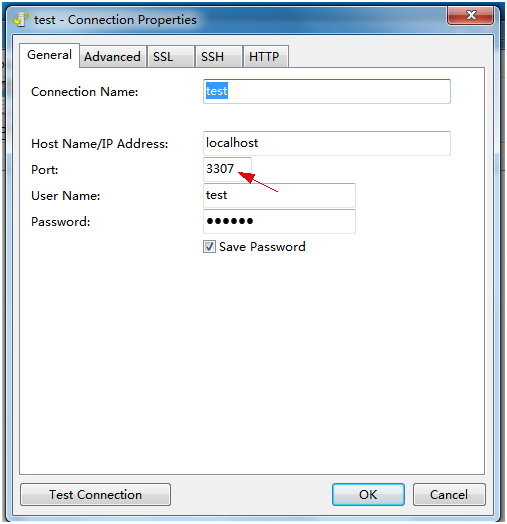 test - Connection Properties
General Advanced SSL SSH HTTP
Connection Name: test
Host Name/IP Address: localhost
Port: 3307
User Name: test
Password: ●●●●●●
Save Password
Test Connection OK Cancel